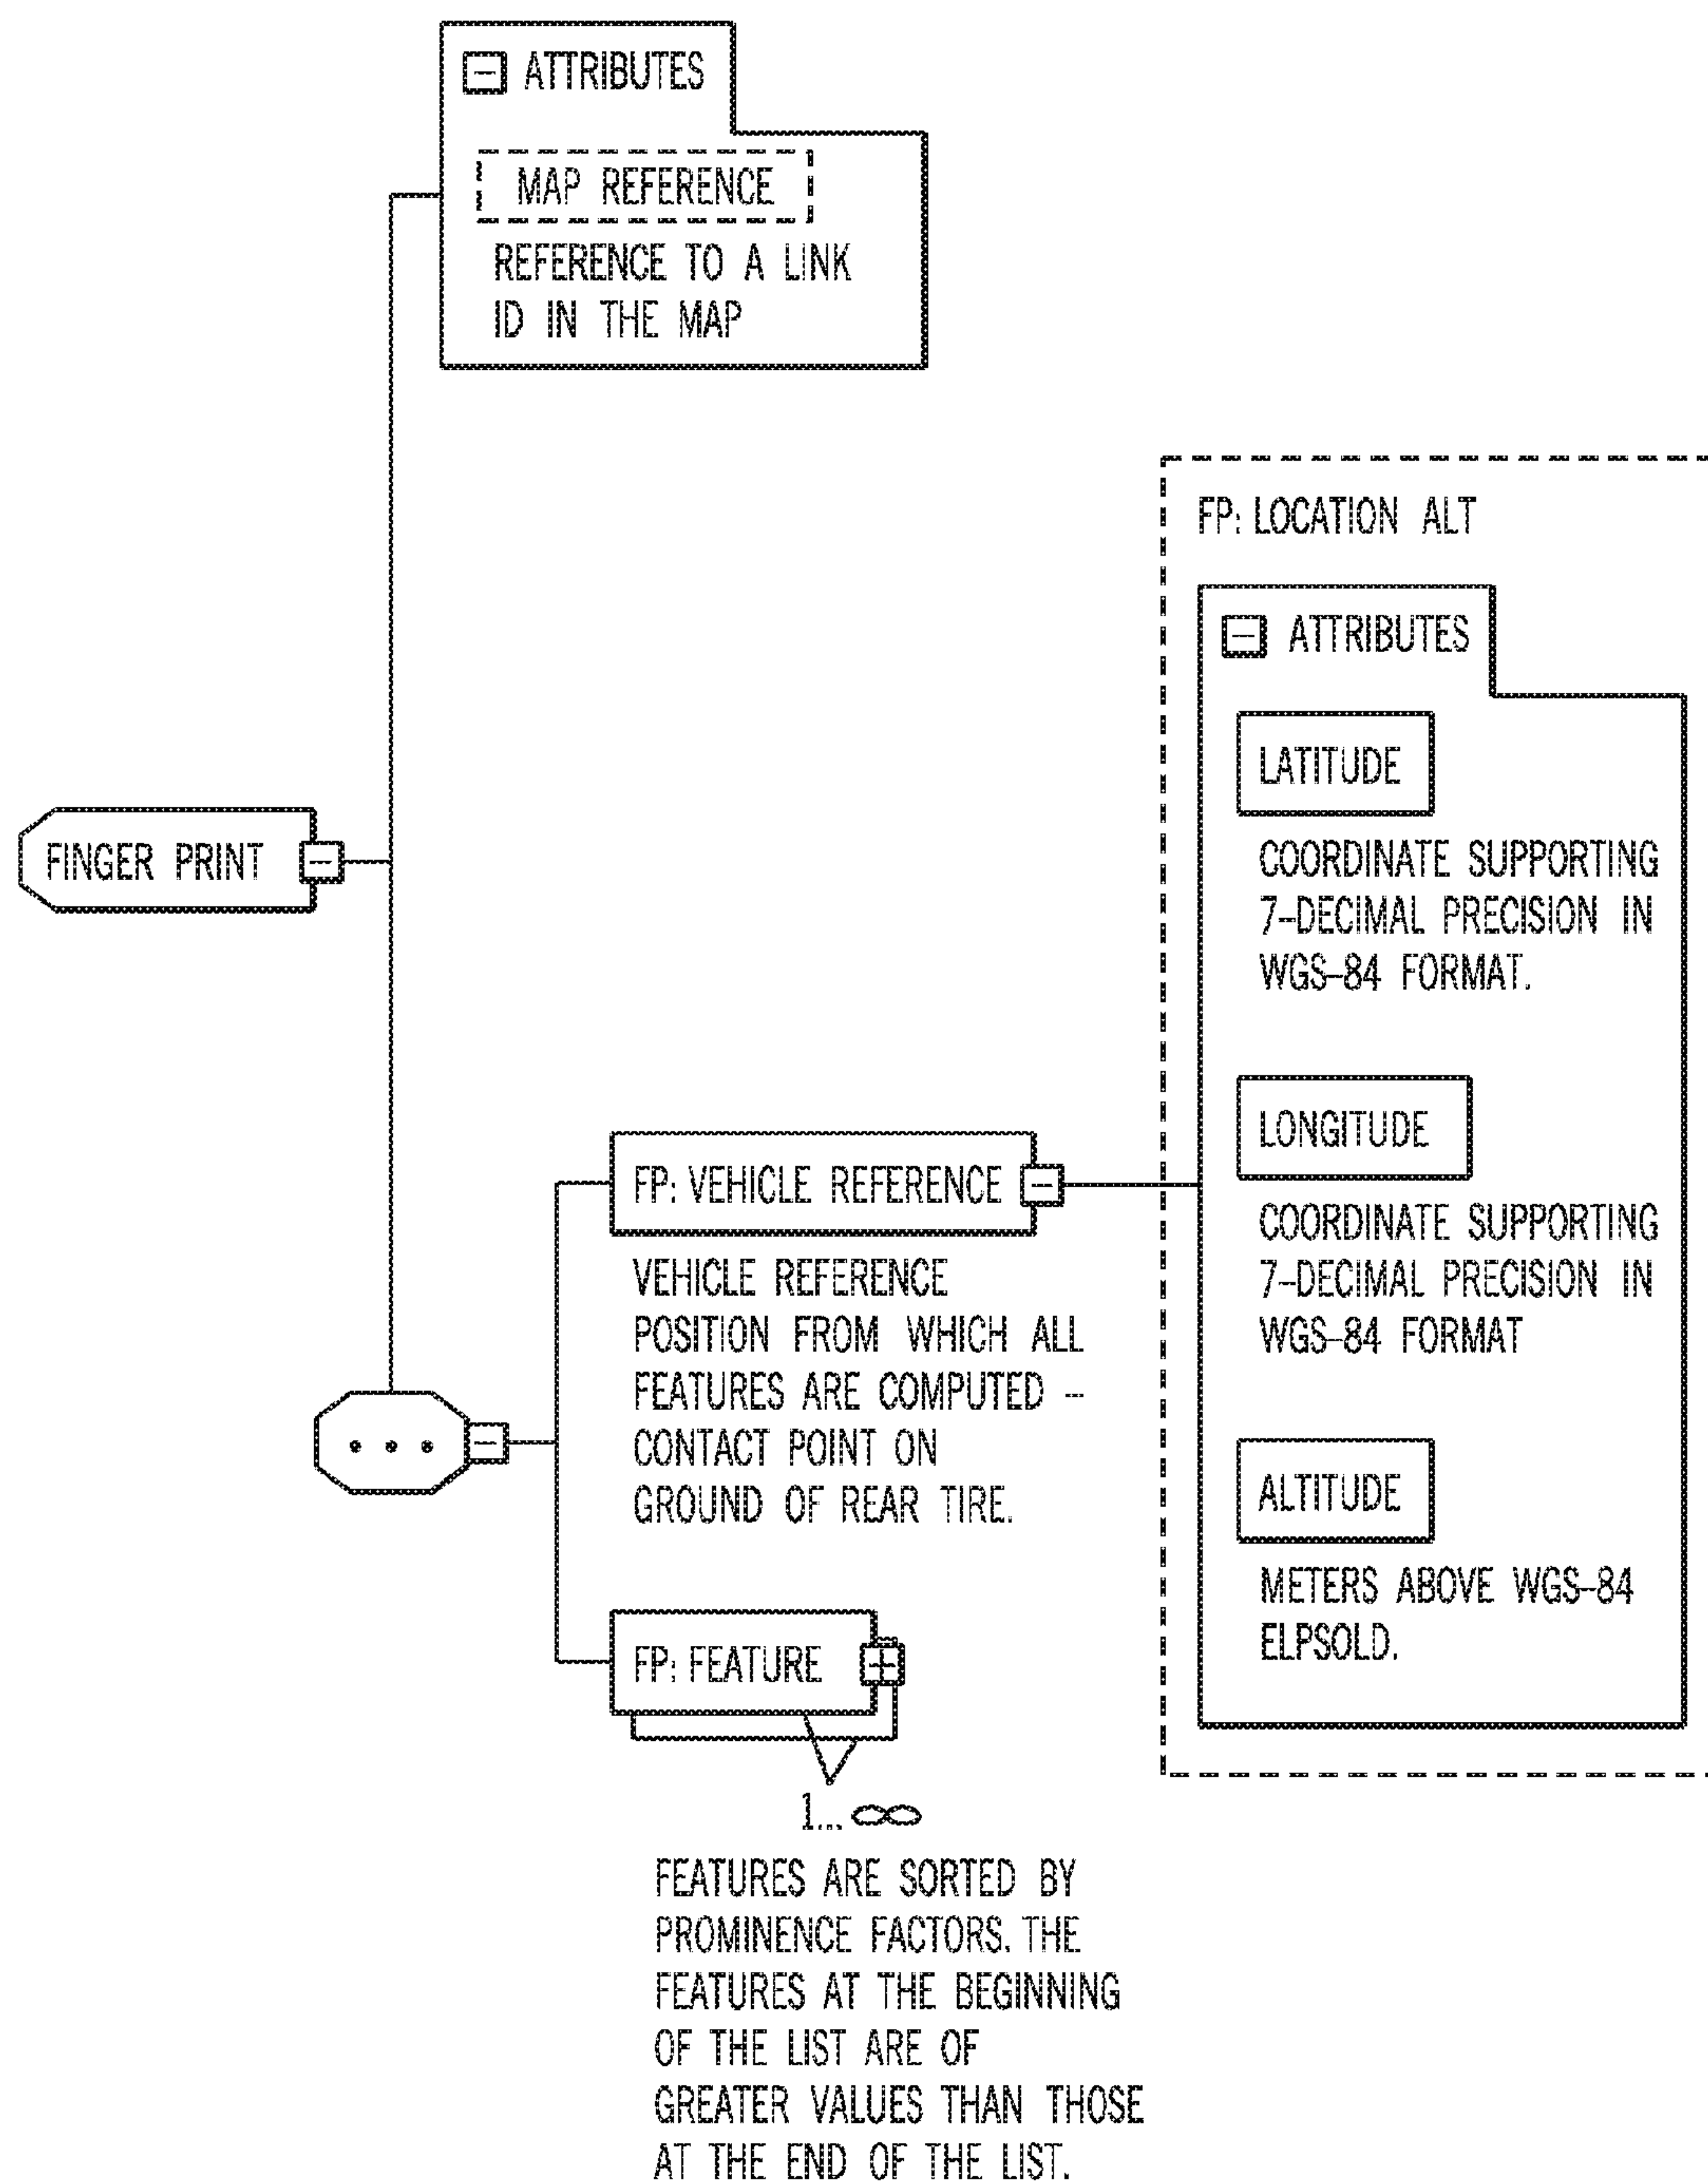 ATTRIBUTES
MAP REFERENCE
REFERENCE TO A LINK
ID IN THE MAP
FINGER PRINT
FP: VEHICLE REFERENCE
VEHICLE REFERENCE
POSITION FROM WHICH ALL
FEATURES ARE COMPUTED --
CONTACT POINT ON
GROUND OF REAR TIRE.
FP: LOCATION ALT
ATTRIBUTES
LATITUDE
COORDINATE SUPPORTING
7-DECIMAL PRECISION IN
WGS-84 FORMAT.
LONGITUDE
COORDINATE SUPPORTING
7-DECIMAL PRECISION IN
WGS-84 FORMAT
ALTITUDE
METERS ABOVE WGS-84
ELPSOLD.
FP: FEATURE
1... ∞
FEATURES ARE SORTED BY
PROMINENCE FACTORS. THE
FEATURES AT THE BEGINNING
OF THE LIST ARE OF
GREATER VALUES THAN THOSE
AT THE END OF THE LIST.